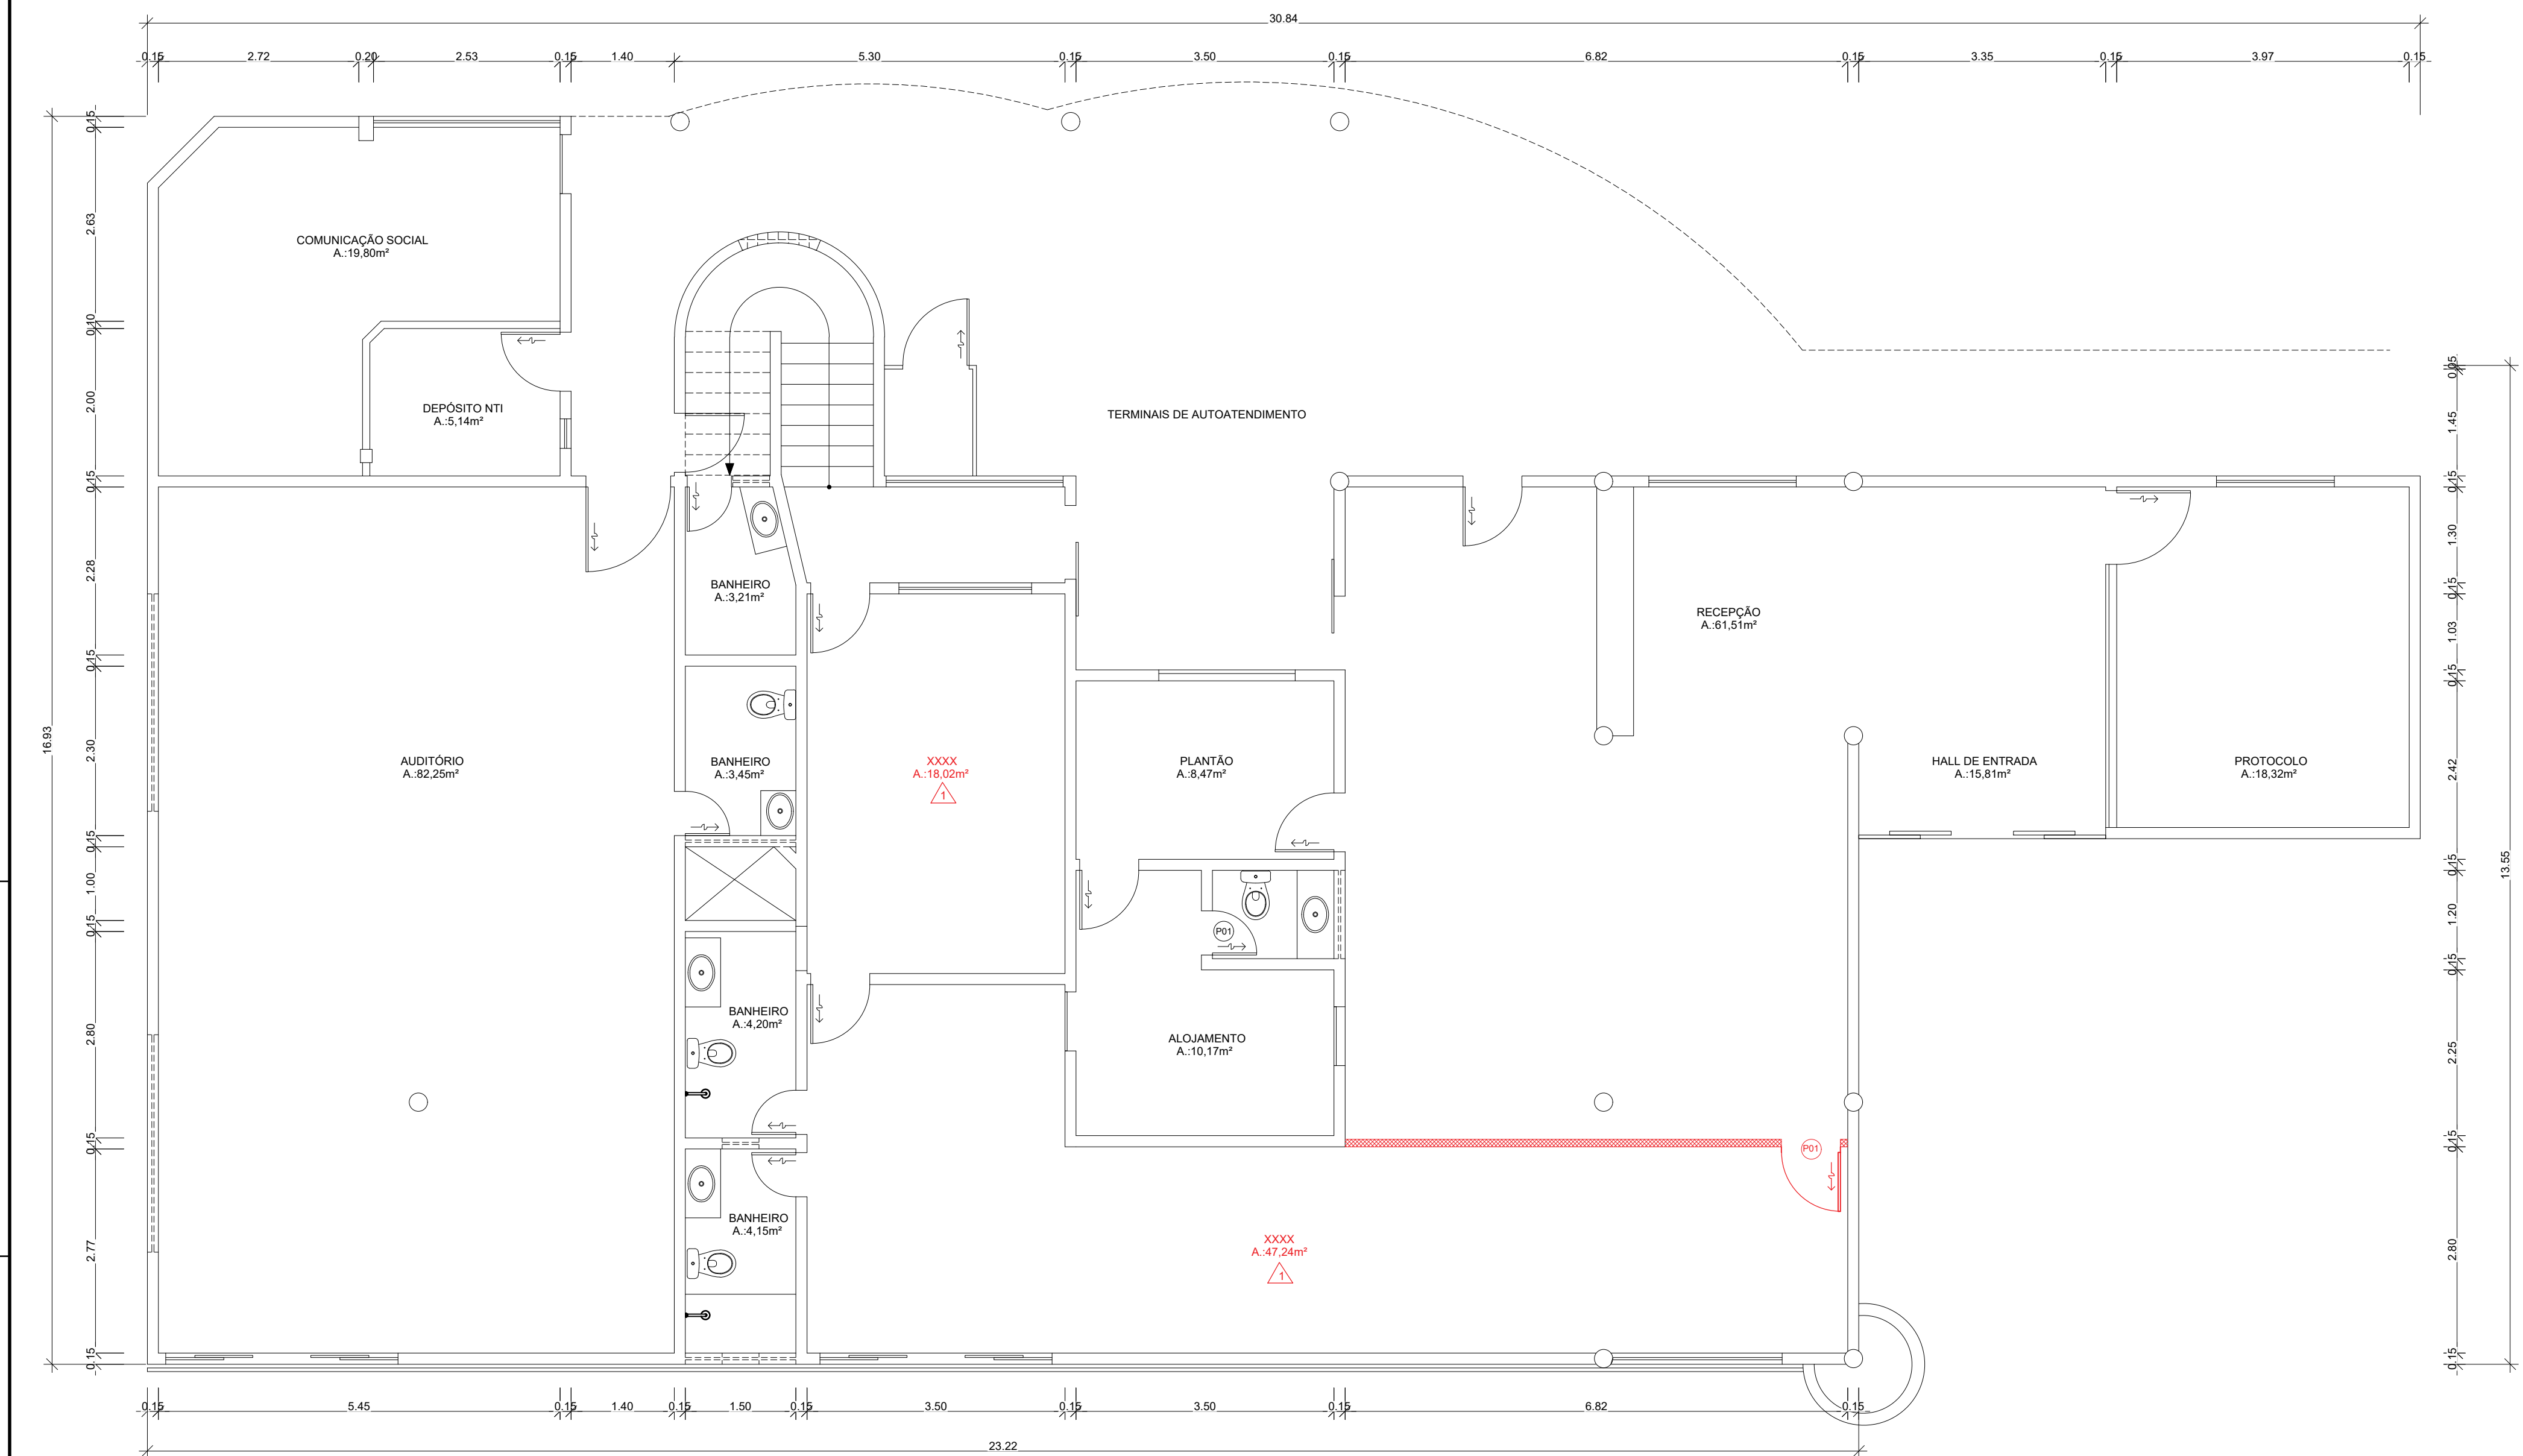 30.84
0.15 2.72 0.20 2.53 0.15 1.40 5.30 0.15 3.50 0.15 6.82 0.15 3.35 0.15 3.97 0.15
16.93
0.15
2.63
0.10
2.00
0.15
2.28
0.15
2.30
0.15
1.00
0.15
2.80
0.15
2.77
0.15
COMUNICAÇÃO SOCIAL
A.:19,80m²
DEPÓSITO NTI
A.:5,14m²
TERMINAIS DE AUTOATENDIMENTO
BANHEIRO
A.:3,21m²
RECEPÇÃO
A.:61,51m²
AUDITÓRIO
A.:82,25m²
BANHEIRO
A.:3,45m²
XXXX
A.:18,02m²
1
PLANTÃO
A.:8,47m²
HALL DE ENTRADA
A.:15,81m²
PROTOCOLO
A.:18,32m²
P01
BANHEIRO
A.:4,20m²
ALOJAMENTO
A.:10,17m²
P01
BANHEIRO
A.:4,15m²
XXXX
A.:47,24m²
1
0.05
1.45
0.15
1.30
0.15
1.03
0.15
2.42
0.15
1.20
0.15
2.25
0.15
2.80
0.15
13.55
0.15 5.45 0.15 1.40 0.15 1.50 0.15 3.50 0.15 3.50 0.15 6.82 0.15
23.22